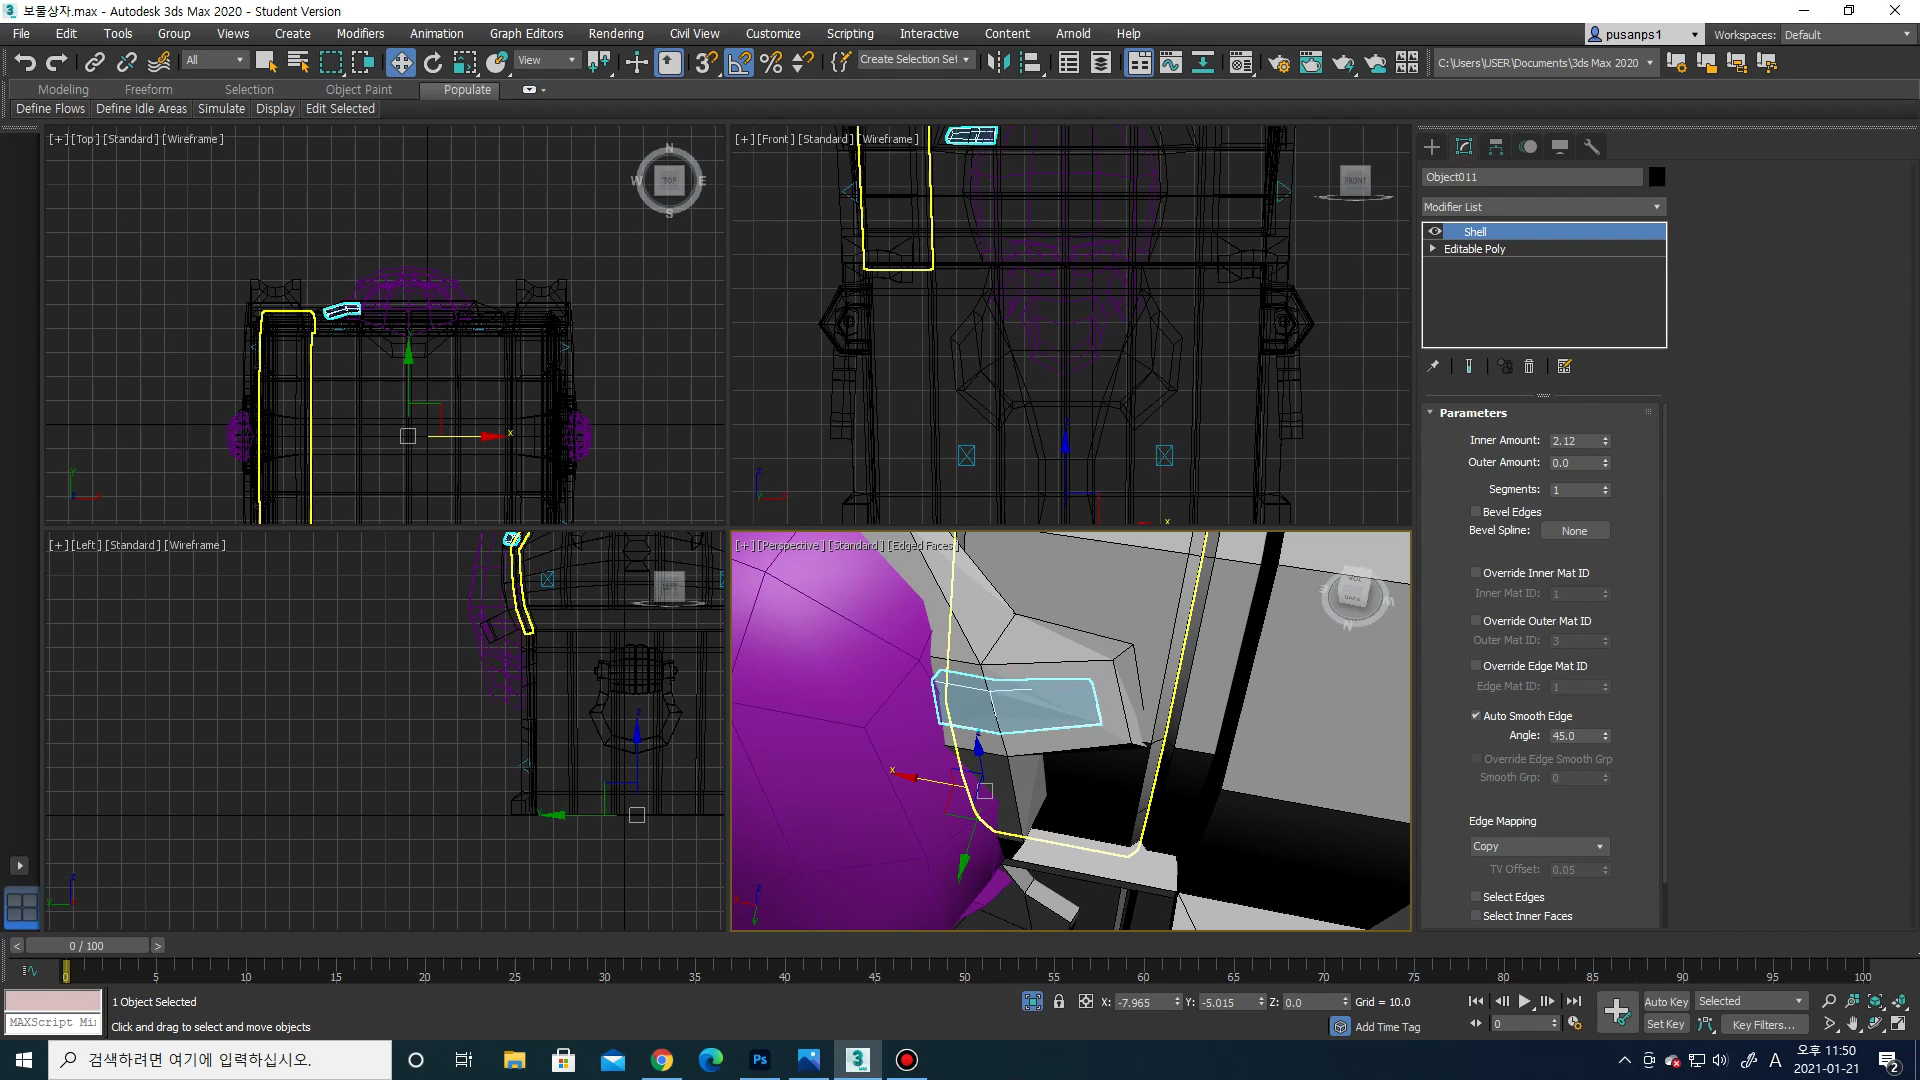 보물상자.max - Autodesk 3ds Max 2020 - Student Version
File Edit Tools Group Views Create Modifiers Animation Graph Editors Rendering Civil View Customize Scripting Interactive Content Arnold Help
pusanps1 Workspaces: Default
All View Create Selection Set C:\Users\USER\Documents\3ds Max 2020
Modeling Freeform Selection Object Paint Populate
Define Flows Define Idle Areas Simulate Display Edit Selected
[+] [Top] [Standard] [Wireframe]
[+] [Front] [Standard] [Wireframe]
N
W TOP E
S
FRONT
Object011
Modifier List
Shell
Editable Poly
Parameters
Inner Amount: 2.12
Outer Amount: 0.0
Segments: 1
Bevel Edges
Bevel Spline: None
[+] [Left] [Standard] [Wireframe]
[+] [Perspective] [Standard] [Edged Faces]
Override Inner Mat ID
Inner Mat ID: 1
Override Outer Mat ID
Outer Mat ID: 3
Override Edge Mat ID
Edge Mat ID: 1
Auto Smooth Edge
Angle: 45.0
Override Edge Smooth Grp
Smooth Grp: 0
Edge Mapping
Copy
TV Offset: 0.05
Select Edges
Select Inner Faces
< 0 / 100 >
0 5 10 15 20 25 30 35 40 45 50 55 60 65 70 75 80 85 90 95 100
1 Object Selected
X: -7.965 Y: -5.015 Z: 0.0 Grid = 10.0
Auto Key Selected
MAXScript Mi
Click and drag to select and move objects
Add Time Tag
0
Set Key Key Filters...
검색하려면 여기에 입력하십시오.
Ps
3
MAX
A
오후 11:50
2021-01-21
2